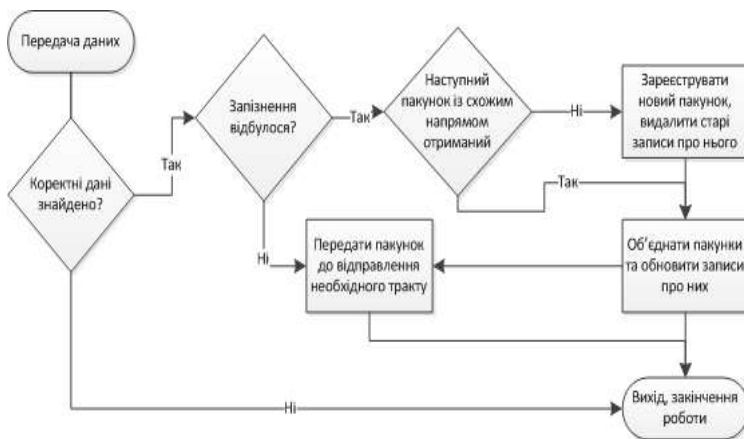 Передача даних
Коректні дані
знайдено?
Так
Запізнення
відбулося?
Так
Ні
Наступний
пакунок із схожим
напрямом
отриманий
Ні
Так
Зареєструвати
новий пакунок,
видалити старі
записи про нього
Передати пакунок
до відправлення
необхідного тракту
Об’єднати пакунки
та обновити записи
про них
Ні
Вихід, закінчення
роботи